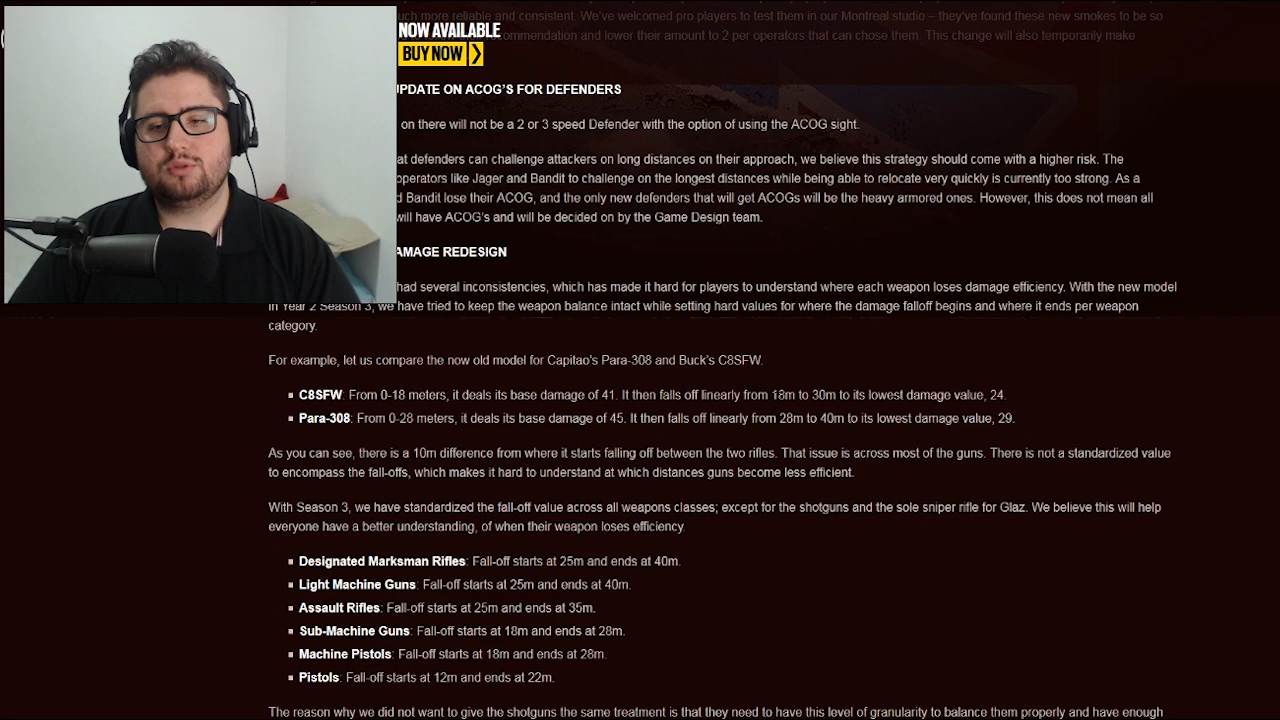 much more reliable and consistent. We've welcomed pro players to test them in our Montreal studio – they've found these new smokes to be so
recommendation and lower their amount to 2 per operators that can chose them. This change will also temporarily make
NOW AVAILABLE
BUY NOW
UPDATE ON ACOG'S FOR DEFENDERS
on there will not be a 2 or 3 speed Defender with the option of using the ACOG sight.
at defenders can challenge attackers on long distances on their approach, we believe this strategy should come with a higher risk. The
operators like Jager and Bandit to challenge on the longest distances while being able to relocate very quickly is currently too strong. As a
d Bandit lose their ACOG, and the only new defenders that will get ACOGs will be the heavy armored ones. However, this does not mean all
will have ACOG's and will be decided on by the Game Design team.
AMAGE REDESIGN
had several inconsistencies, which has made it hard for players to understand where each weapon loses damage efficiency. With the new model
in Year 2 Season 3, we have tried to keep the weapon balance intact while setting hard values for where the damage falloff begins and where it ends per weapon
category.
For example, let us compare the now old model for Capitao's Para-308 and Buck's C8SFW.
▪ C8SFW: From 0-18 meters, it deals its base damage of 41. It then falls off linearly from 18m to 30m to its lowest damage value, 24.
▪ Para-308: From 0-28 meters, it deals its base damage of 45. It then falls off linearly from 28m to 40m to its lowest damage value, 29.
As you can see, there is a 10m difference from where it starts falling off between the two rifles. That issue is across most of the guns. There is not a standardized value
to encompass the fall-offs, which makes it hard to understand at which distances guns become less efficient.
With Season 3, we have standardized the fall-off value across all weapons classes; except for the shotguns and the sole sniper rifle for Glaz. We believe this will help
everyone have a better understanding, of when their weapon loses efficiency.
▪ Designated Marksman Rifles: Fall-off starts at 25m and ends at 40m.
▪ Light Machine Guns: Fall-off starts at 25m and ends at 40m.
▪ Assault Rifles: Fall-off starts at 25m and ends at 35m.
▪ Sub-Machine Guns: Fall-off starts at 18m and ends at 28m.
▪ Machine Pistols: Fall-off starts at 18m and ends at 28m.
▪ Pistols: Fall-off starts at 12m and ends at 22m.
The reason why we did not want to give the shotguns the same treatment is that they need to have this level of granularity to balance them properly and have enough